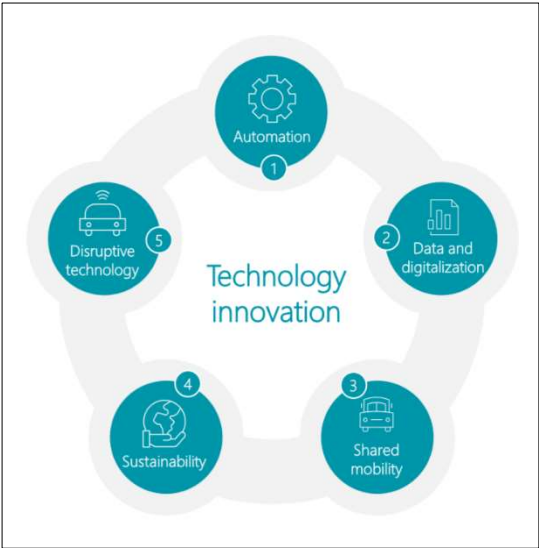 Automation
1
2
Data and
digitalization
3
Shared
mobility
4
Sustainability
5
Disruptive
technology
Technology
innovation